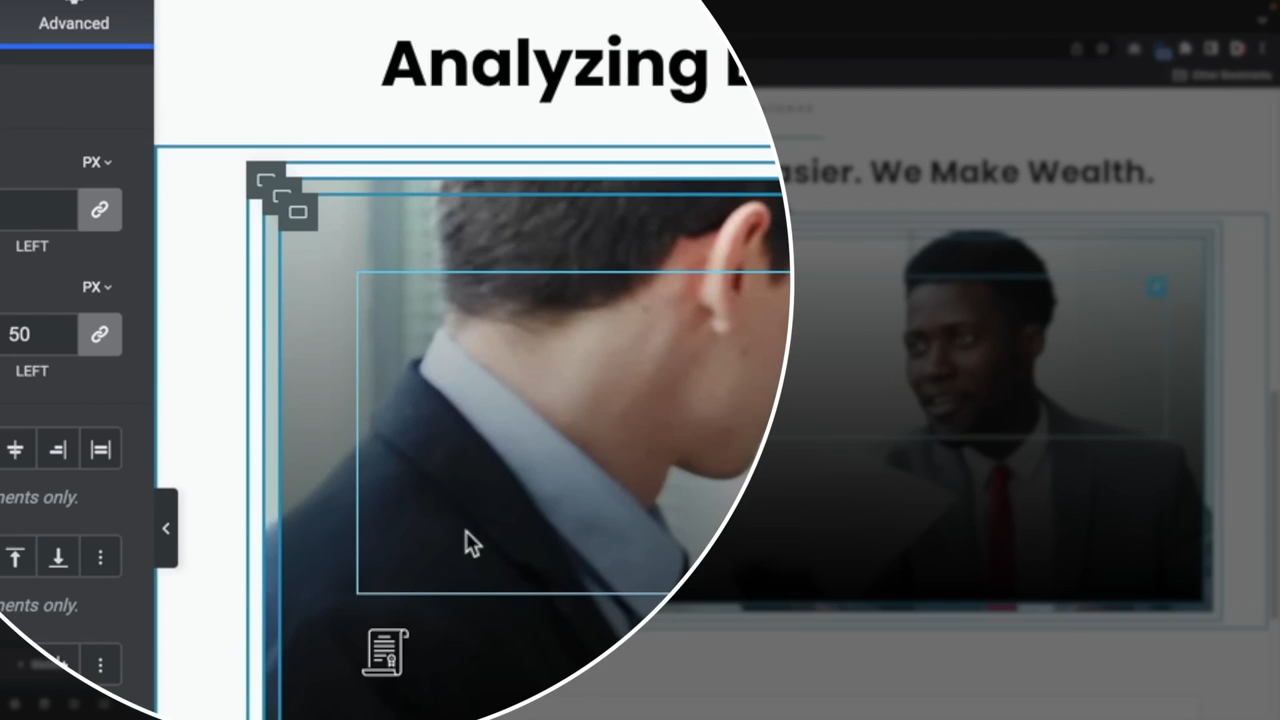 Advanced
Analyzing
asier. We Make Wealth.
PX
LEFT
PX
50
LEFT
nents only.
nents only.